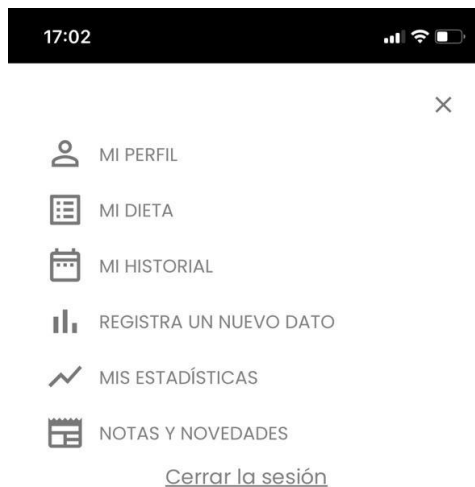 17:02
MI PERFIL
MI DIETA
MI HISTORIAL
REGISTRA UN NUEVO DATO
MIS ESTADÍSTICAS
NOTAS Y NOVEDADES
Cerrar la sesión